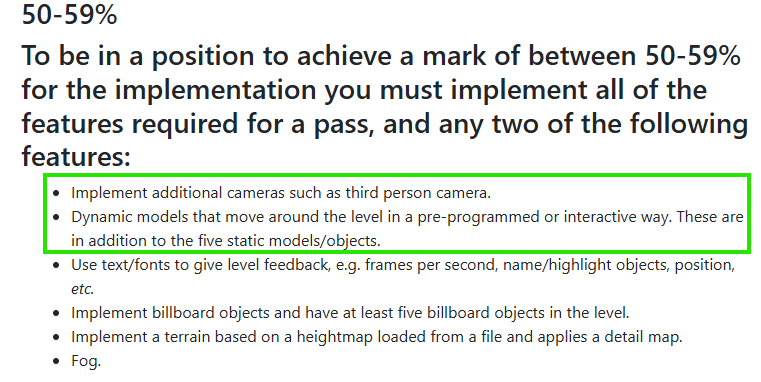 50-59%
To be in a position to achieve a mark of between 50-59%
for the implementation you must implement all of the
features required for a pass, and any two of the following
features:
• Implement additional cameras such as third person camera.
• Dynamic models that move around the level in a pre-programmed or interactive way. These are
in addition to the five static models/objects.
• Use text/fonts to give level feedback, e.g. frames per second, name/highlight objects, position,
etc.
• Implement billboard objects and have at least five billboard objects in the level.
• Implement a terrain based on a heightmap loaded from a file and applies a detail map.
• Fog.